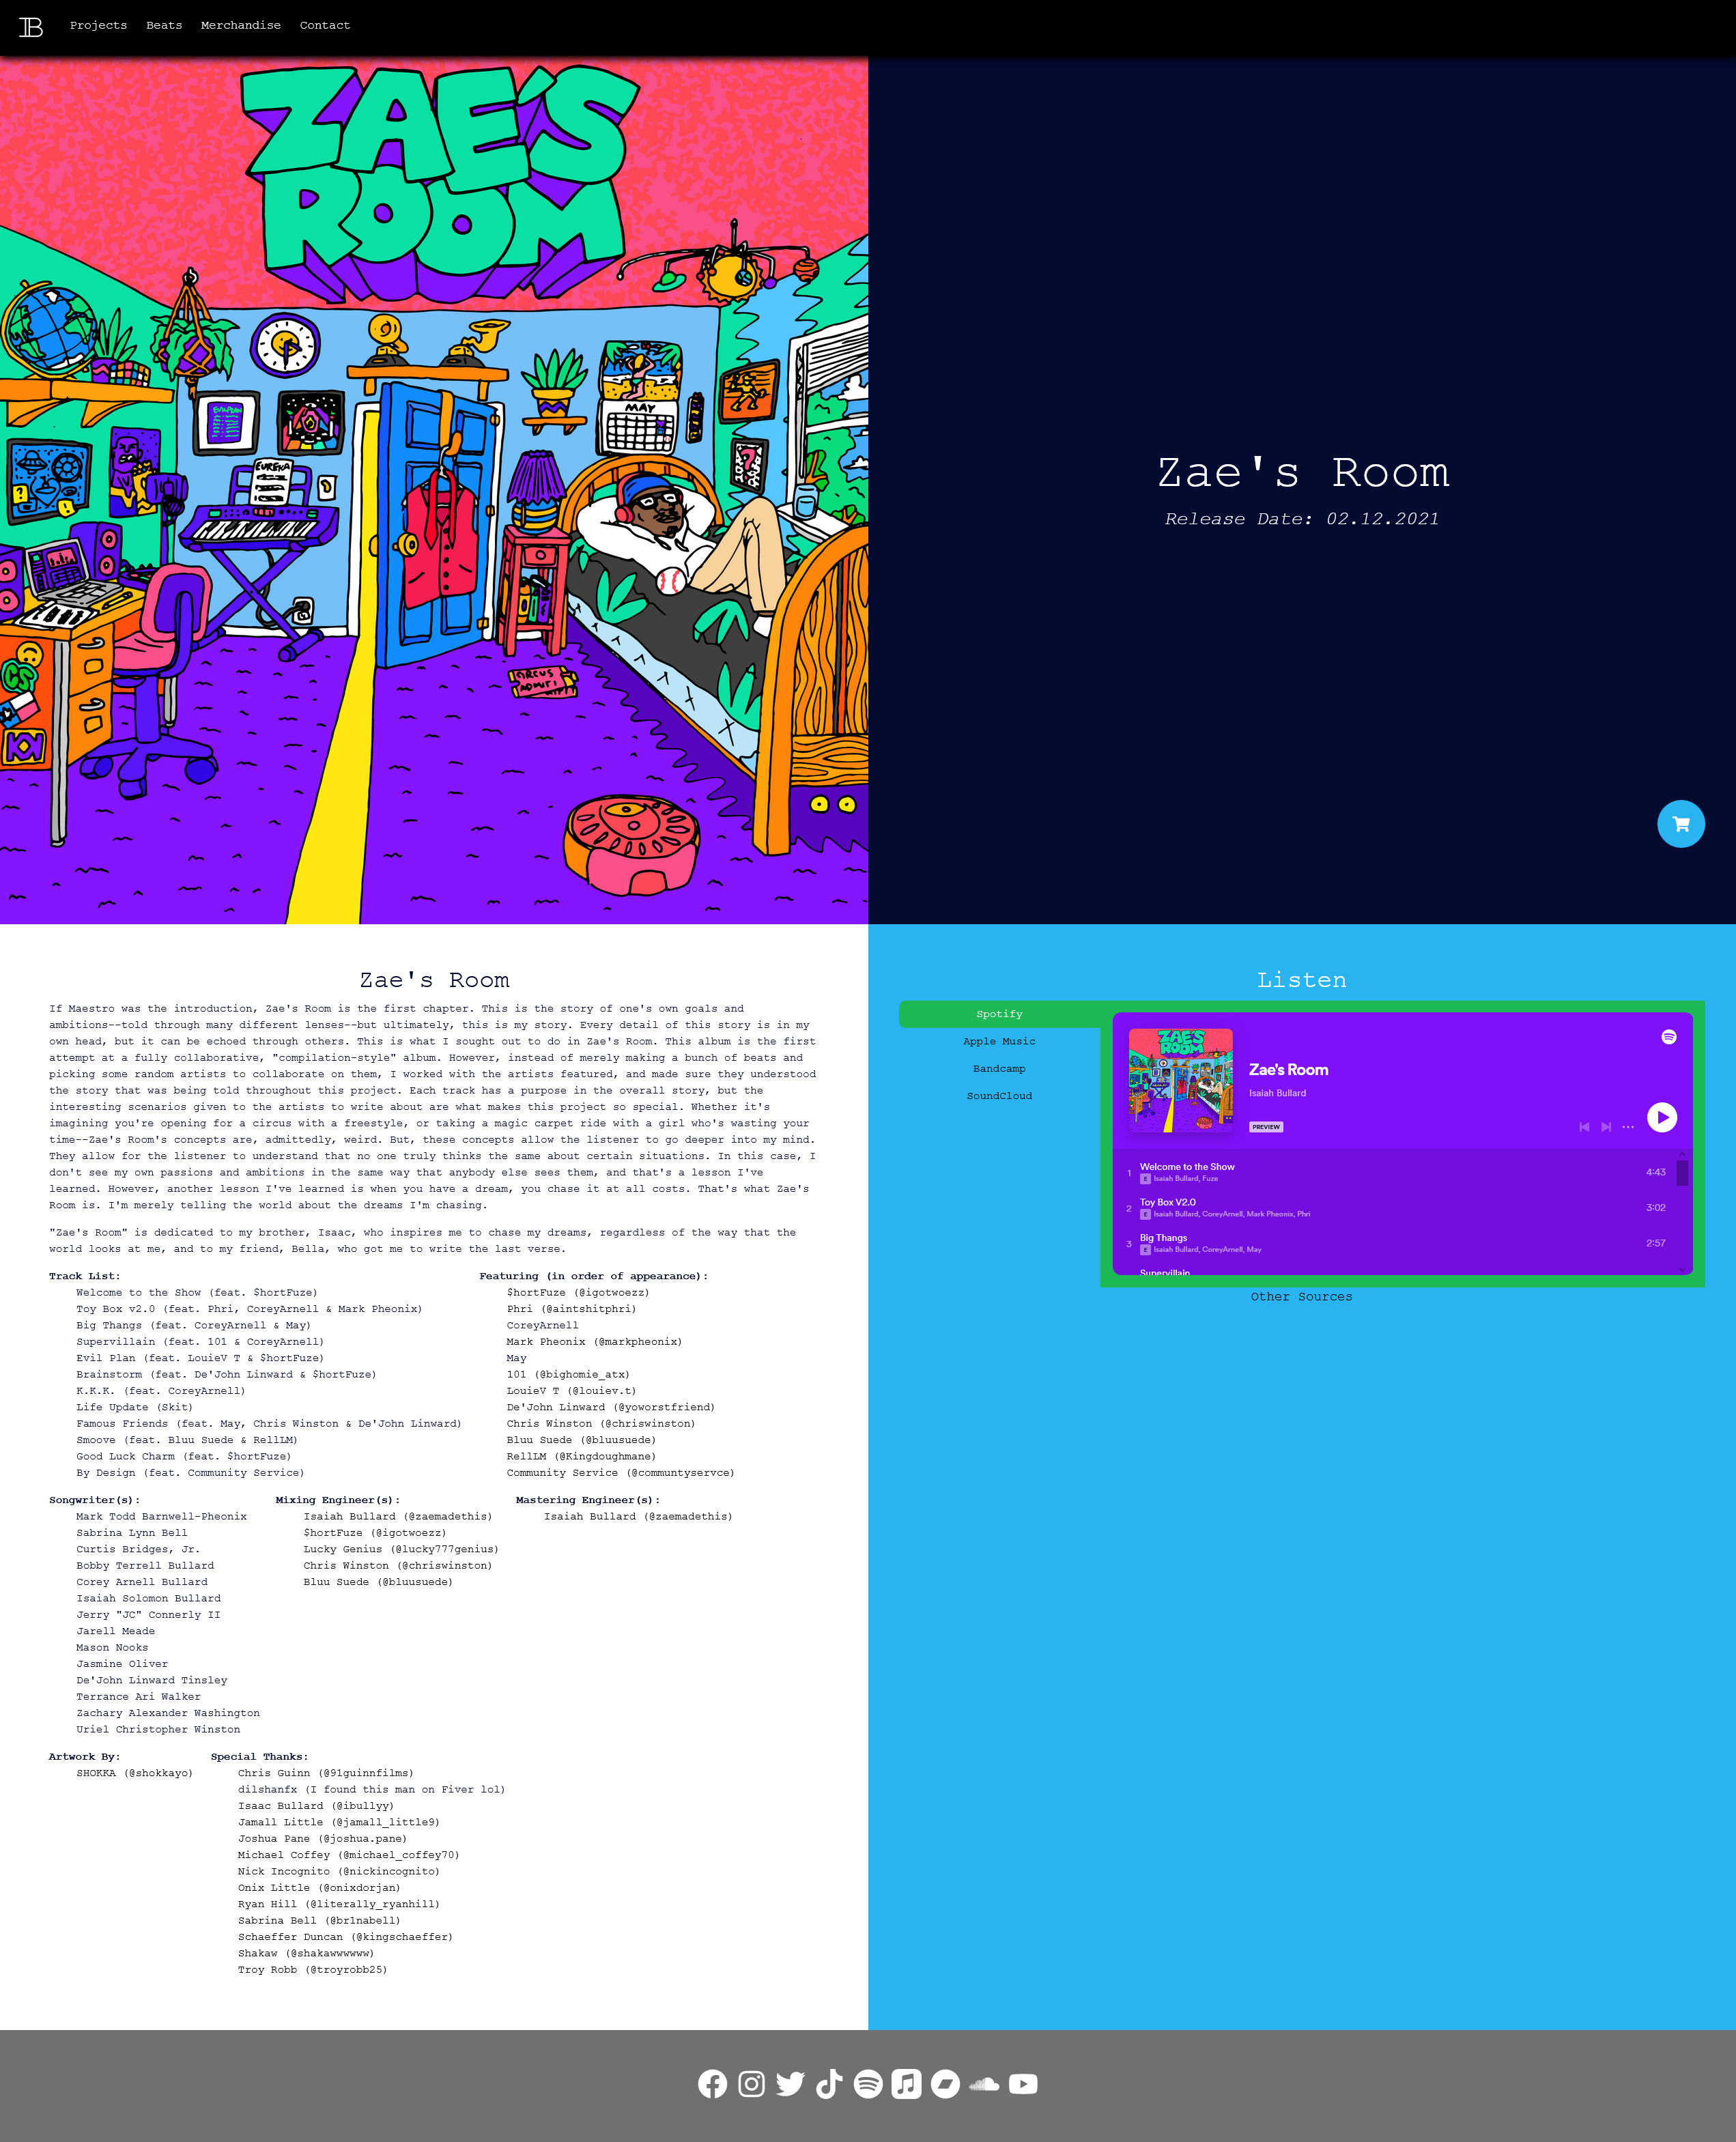 IB Projects Beats Merchandise Contact
ZAE'S
ROOM
EVIL PLAN
EUREKA
MAY
CS
Zae's Room
Release Date: 02.12.2021
Zae's Room
If Maestro was the introduction, Zae's Room is the first chapter. This is the story of one's own goals and
ambitions--told through many different lenses--but ultimately, this is my story. Every detail of this story is in my
own head, but it can be echoed through others. This is what I sought out to do in Zae's Room. This album is the first
attempt at a fully collaborative, "compilation-style" album. However, instead of merely making a bunch of beats and
picking some random artists to collaborate on them, I worked with the artists featured, and made sure they understood
the story that was being told throughout this project. Each track has a purpose in the overall story, but the
interesting scenarios given to the artists to write about are what makes this project so special. Whether it's
imagining you're opening for a circus with a freestyle, or taking a magic carpet ride with a girl who's wasting your
time--Zae's Room's concepts are, admittedly, weird. But, these concepts allow the listener to go deeper into my mind.
They allow for the listener to understand that no one truly thinks the same about certain situations. In this case, I
don't see my own passions and ambitions in the same way that anybody else sees them, and that's a lesson I've
learned. However, another lesson I've learned is when you have a dream, you chase it at all costs. That's what Zae's
Room is. I'm merely telling the world about the dreams I'm chasing.
"Zae's Room" is dedicated to my brother, Isaac, who inspires me to chase my dreams, regardless of the way that the
world looks at me, and to my friend, Bella, who got me to write the last verse.
Track List:
Welcome to the Show (feat. $hortFuze)
Toy Box v2.0 (feat. Phri, CoreyArnell & Mark Pheonix)
Big Thangs (feat. CoreyArnell & May)
Supervillain (feat. 101 & CoreyArnell)
Evil Plan (feat. LouieV T & $hortFuze)
Brainstorm (feat. De'John Linward & $hortFuze)
K.K.K. (feat. CoreyArnell)
Life Update (Skit)
Famous Friends (feat. May, Chris Winston & De'John Linward)
Smoove (feat. Bluu Suede & RellLM)
Good Luck Charm (feat. $hortFuze)
By Design (feat. Community Service)
Featuring (in order of appearance):
$hortFuze (@igotwoezz)
Phri (@aintshitphri)
CoreyArnell
Mark Pheonix (@markpheonix)
May
101 (@bighomie_atx)
LouieV T (@louiev.t)
De'John Linward (@yoworstfriend)
Chris Winston (@chriswinston)
Bluu Suede (@bluusuede)
RellLM (@Kingdoughmane)
Community Service (@communtyservce)
Songwriter(s):
Mark Todd Barnwell-Pheonix
Sabrina Lynn Bell
Curtis Bridges, Jr.
Bobby Terrell Bullard
Corey Arnell Bullard
Isaiah Solomon Bullard
Jerry "JC" Connerly II
Jarell Meade
Mason Nooks
Jasmine Oliver
De'John Linward Tinsley
Terrance Ari Walker
Zachary Alexander Washington
Uriel Christopher Winston
Mixing Engineer(s):
Isaiah Bullard (@zaemadethis)
$hortFuze (@igotwoezz)
Lucky Genius (@lucky777genius)
Chris Winston (@chriswinston)
Bluu Suede (@bluusuede)
Mastering Engineer(s):
Isaiah Bullard (@zaemadethis)
Artwork By:
SHOKKA (@shokkayo)
Special Thanks:
Chris Guinn (@91guinnfilms)
dilshanfx (I found this man on Fiver lol)
Isaac Bullard (@ibullyy)
Jamall Little (@jamall_little9)
Joshua Pane (@joshua.pane)
Michael Coffey (@michael_coffey70)
Nick Incognito (@nickincognito)
Onix Little (@onixdorjan)
Ryan Hill (@literally_ryanhill)
Sabrina Bell (@br1nabell)
Schaeffer Duncan (@kingschaeffer)
Shakaw (@shakawwwwww)
Troy Robb (@troyrobb25)
Listen
Spotify
Apple Music
Bandcamp
SoundCloud
ZAE'S
ROOM
Zae's Room
Isaiah Bullard
PREVIEW
1 Welcome to the Show 4:43
E Isaiah Bullard, Fuze
2 Toy Box V2.0 3:02
E Isaiah Bullard, CoreyArnell, Mark Pheonix, Phri
3 Big Thangs 2:57
E Isaiah Bullard, CoreyArnell, May
Supervillain
Other Sources